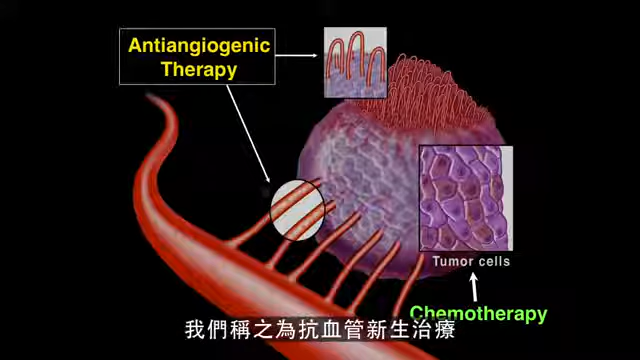 Antiangiogenic
Therapy
Tumor cells
Chemotherapy
我們稱之為抗血管新生治療